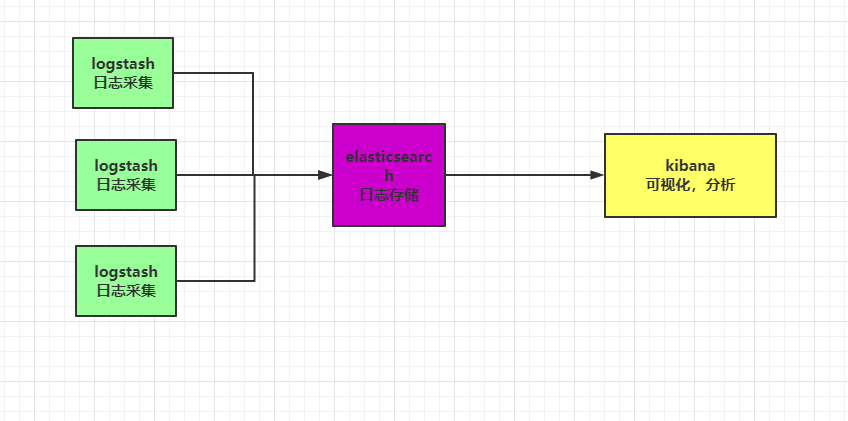 logstash
日志采集
logstash
日志采集
logstash
日志采集
elasticsearc
h
日志存储
kibana
可视化，分析